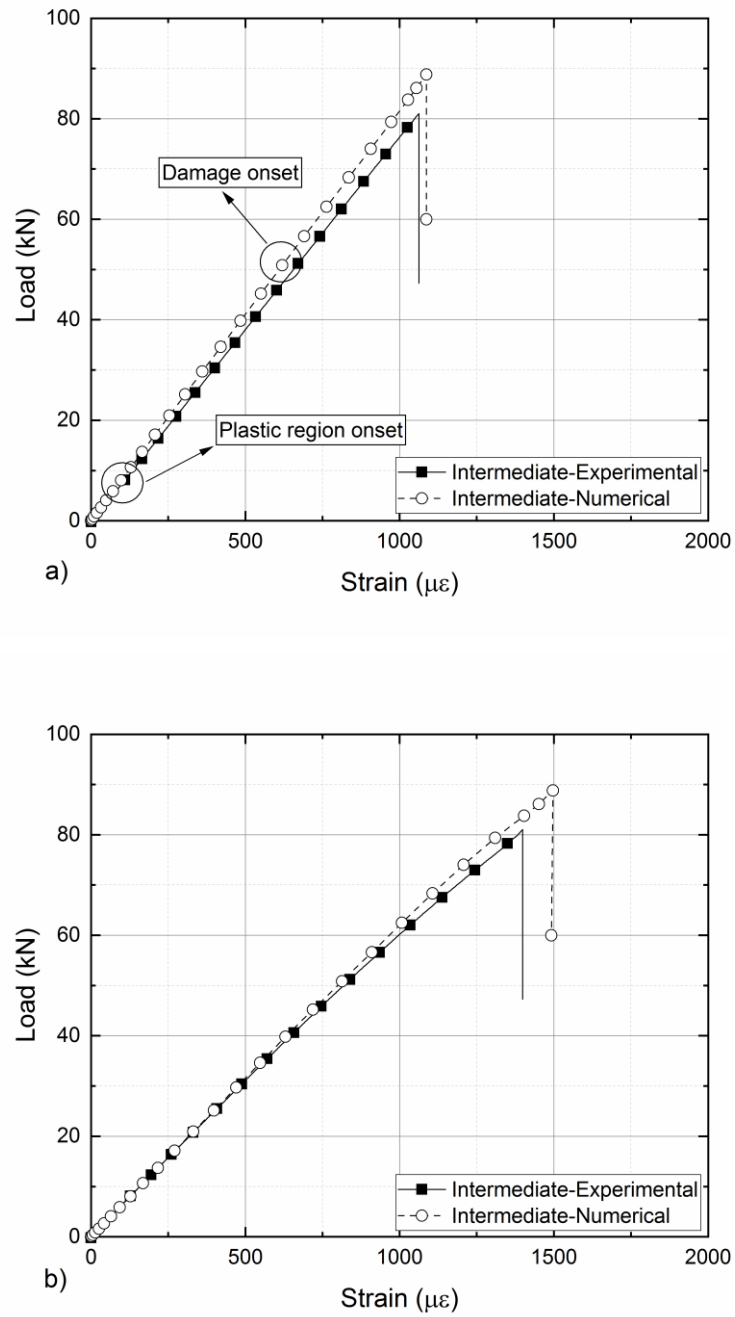 100
80
60
40
20
0
Load (kN)
Damage onset
Plastic region onset
Intermediate-Experimental
Intermediate-Numerical
0 500 1000 1500 2000
a)
Strain (με)
100
80
60
40
20
0
Load (kN)
Intermediate-Experimental
Intermediate-Numerical
0 500 1000 1500 2000
b)
Strain (με)